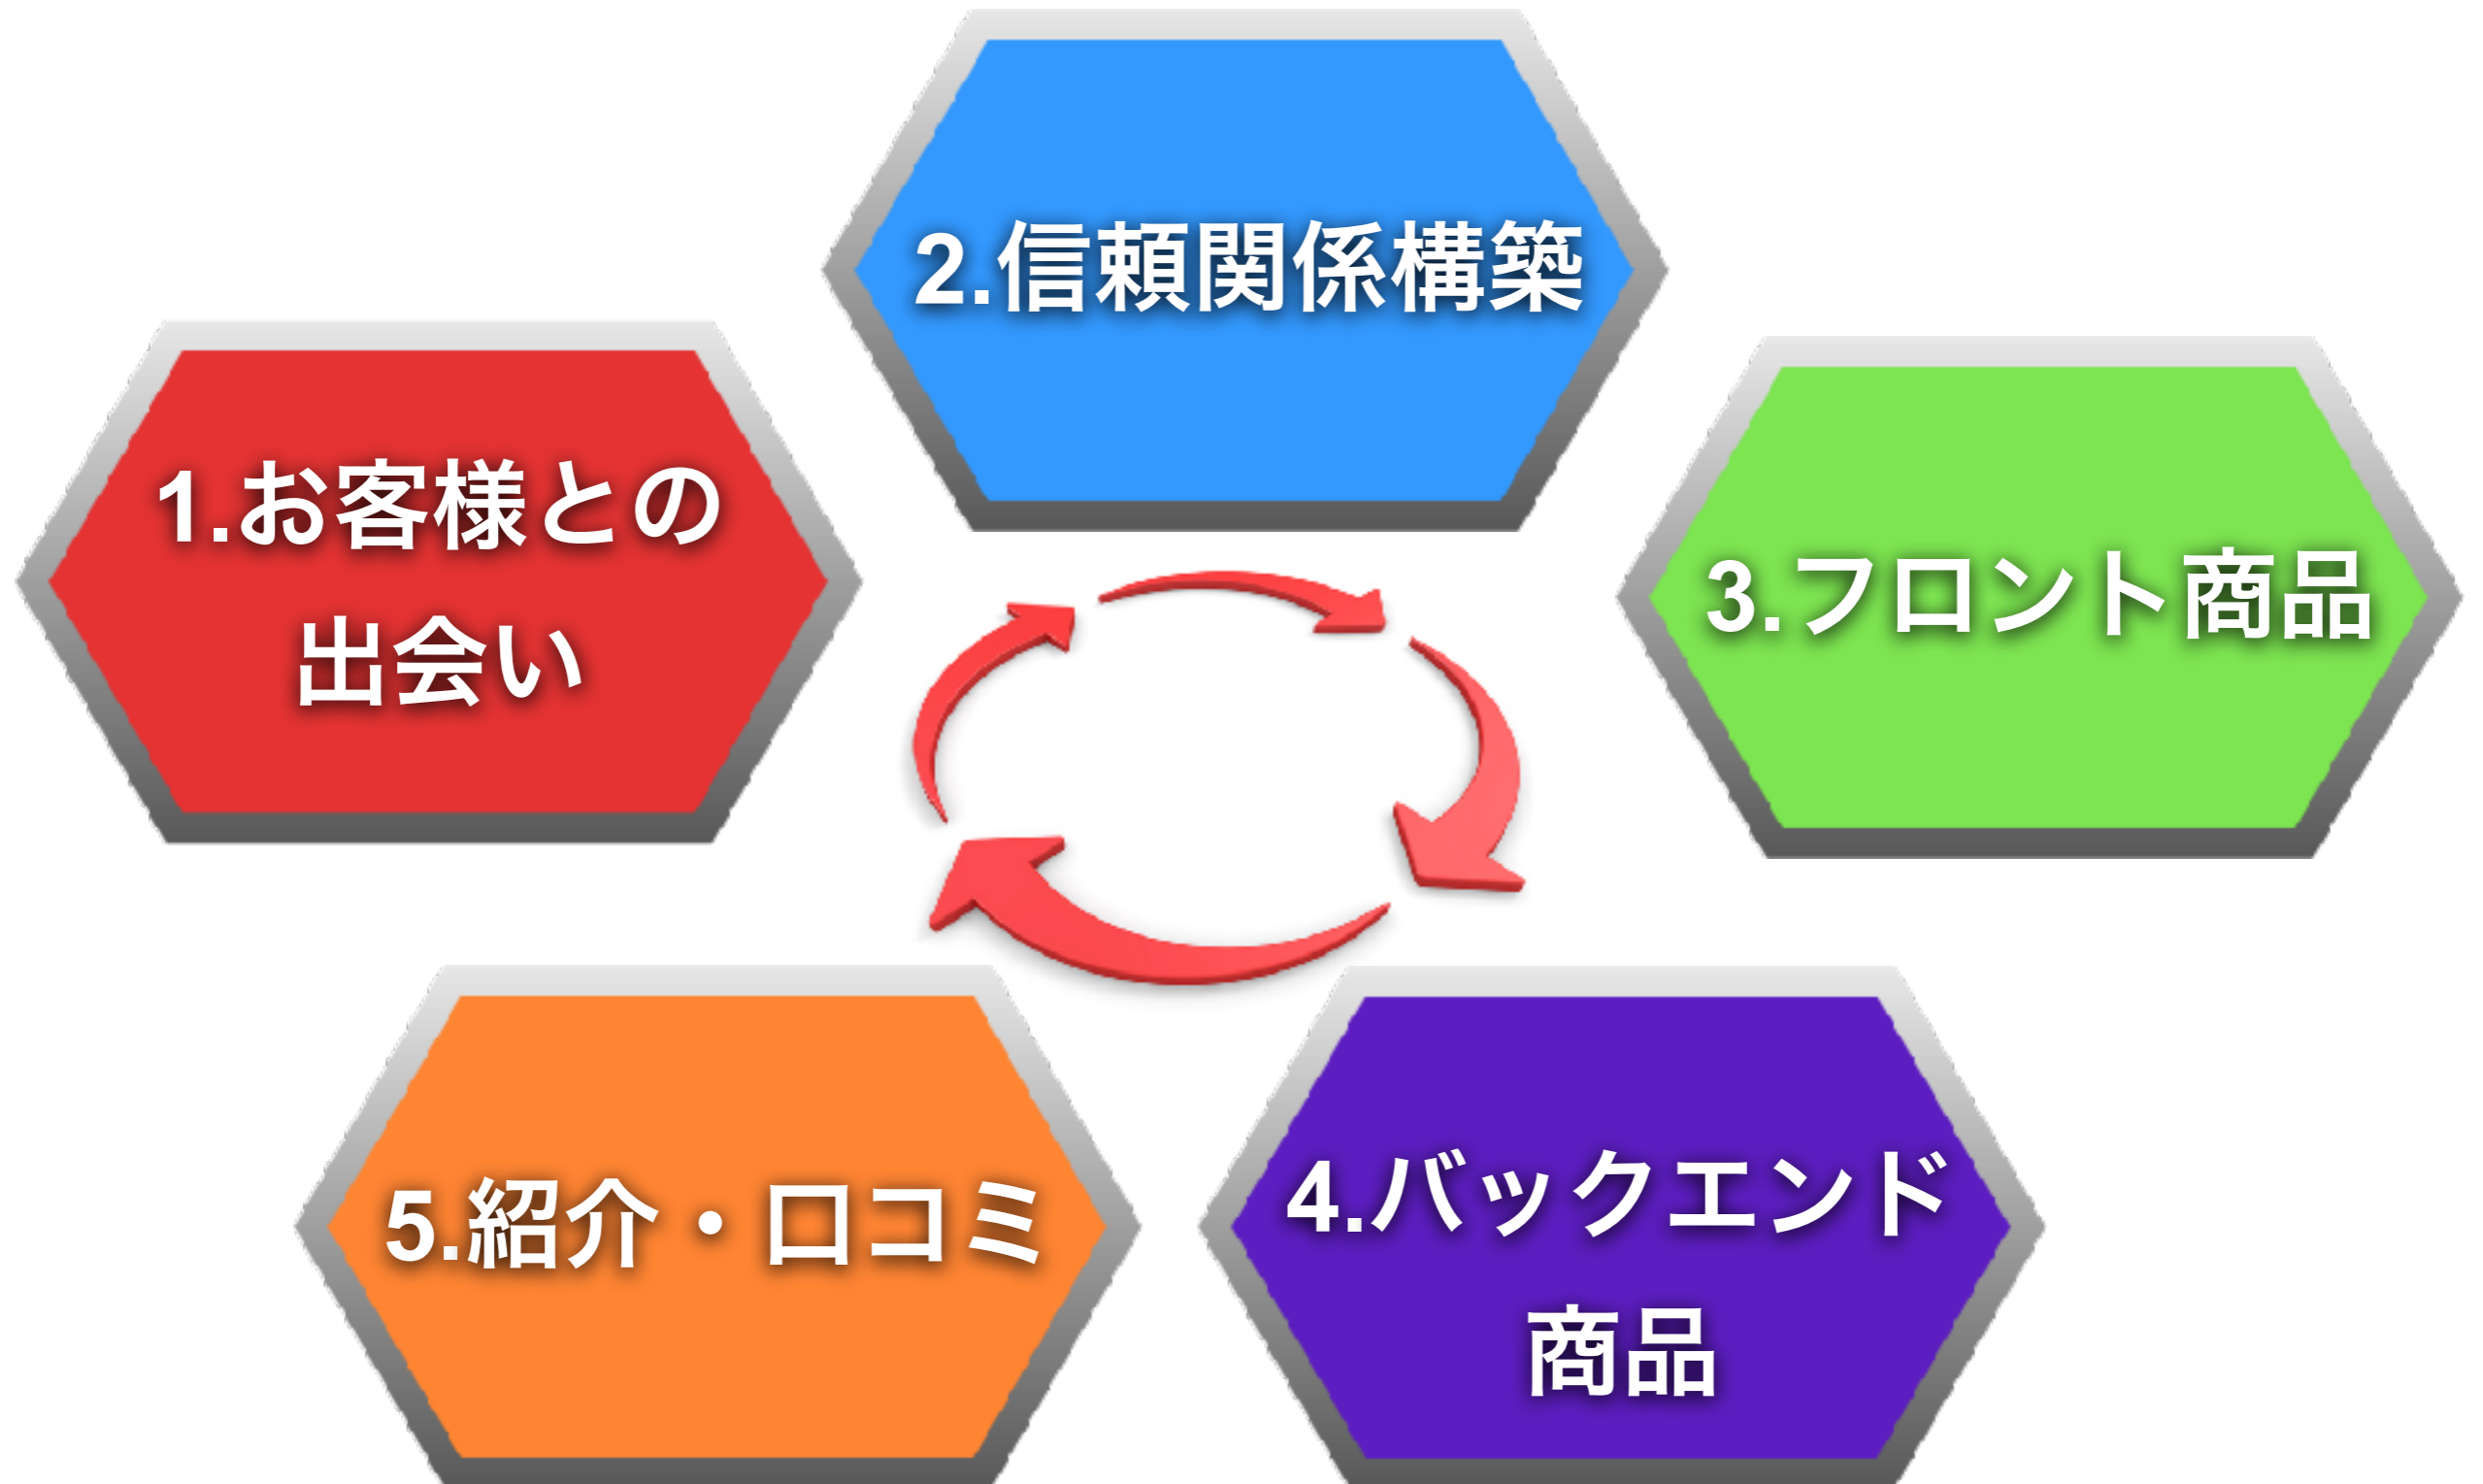 1.お客様との
出会い
2.信頼関係構築
3.フロント商品
4.バックエンド
商品
5.紹介・口コミ